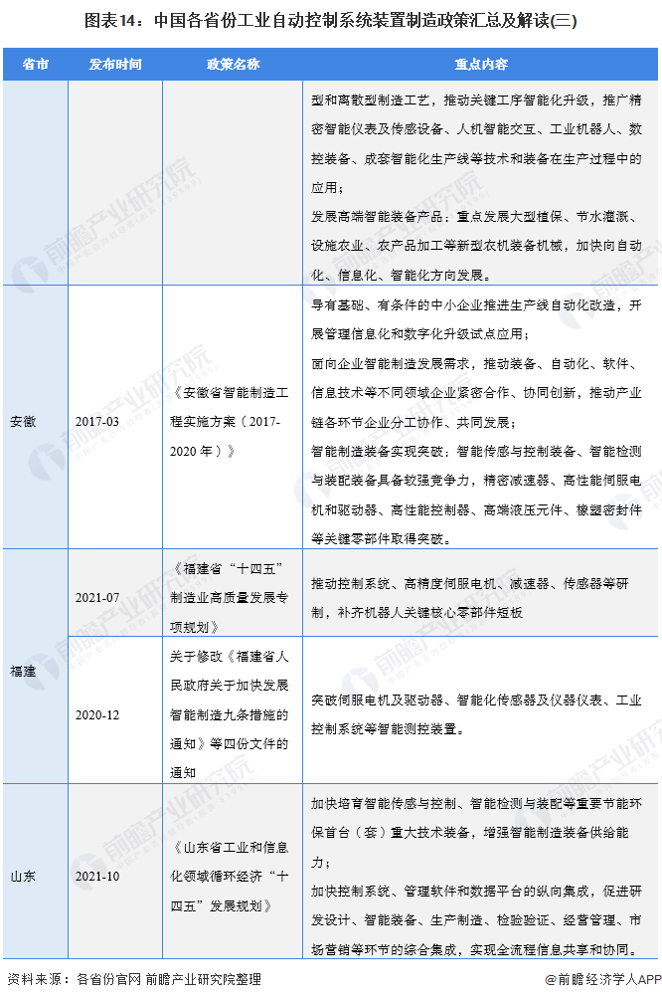 图表14：中国各省份工业自动控制系统装置制造政策汇总及解读(三)
省市 发布时间 政策名称 重点内容
型和离散型制造工艺，推动关键工序智能化升级，推广精
密智能仪表及传感设备、人机智能交互、工业机器人、数
控装备、成套智能化生产线等技术和装备在生产过程中的
应用；
发展高端智能装备产品：重点发展大型植保、节水灌溉、
设施农业、农产品加工等新型农机装备机械，加快向自动
化、信息化、智能化方向发展。
安徽
2017-03
《安徽省智能制造工
程实施方案（2017-
2020 年）》
导有基础、有条件的中小企业推进生产线自动化改造，开
展管理信息化和数字化升级试点应用；
面向企业智能制造发展需求，推动装备、自动化、软件、
信息技术等不同领域企业紧密合作、协同创新，推动产业
链各环节企业分工协作、共同发展；
智能制造装备实现突破：智能传感与控制装备、智能检测
与装配装备具备较强竞争力，精密减速器、高性能伺服电
机和驱动器、高性能控制器、高端液压元件、橡塑密封件
等关键零部件取得突破。
福建
2021-07
《福建省“十四五”
制造业高质量发展专
项规划》
推动控制系统、高精度伺服电机、减速器、传感器等研
制，补齐机器人关键核心零部件短板
2020-12
关于修改《福建省人
民政府关于加快发展
智能制造九条措施的
通知》等四份文件的
通知
突破伺服电机及驱动器、智能化传感器及仪器仪表、工业
控制系统等智能测控装置。
山东
2021-10
《山东省工业和信息
化领域循环经济“十
四五”发展规划》
加快培育智能传感与控制、智能检测与装配等重要节能环
保首台（套）重大技术装备，增强智能制造装备供给能
力；
加快控制系统、管理软件和数据平台的纵向集成，促进研
发设计、智能装备、生产制造、检验验证、经营管理、市
场营销等环节的综合集成，实现全流程信息共享和协同。
资料来源：各省份官网 前瞻产业研究院整理
@前瞻经济学人APP
前瞻产业研究院